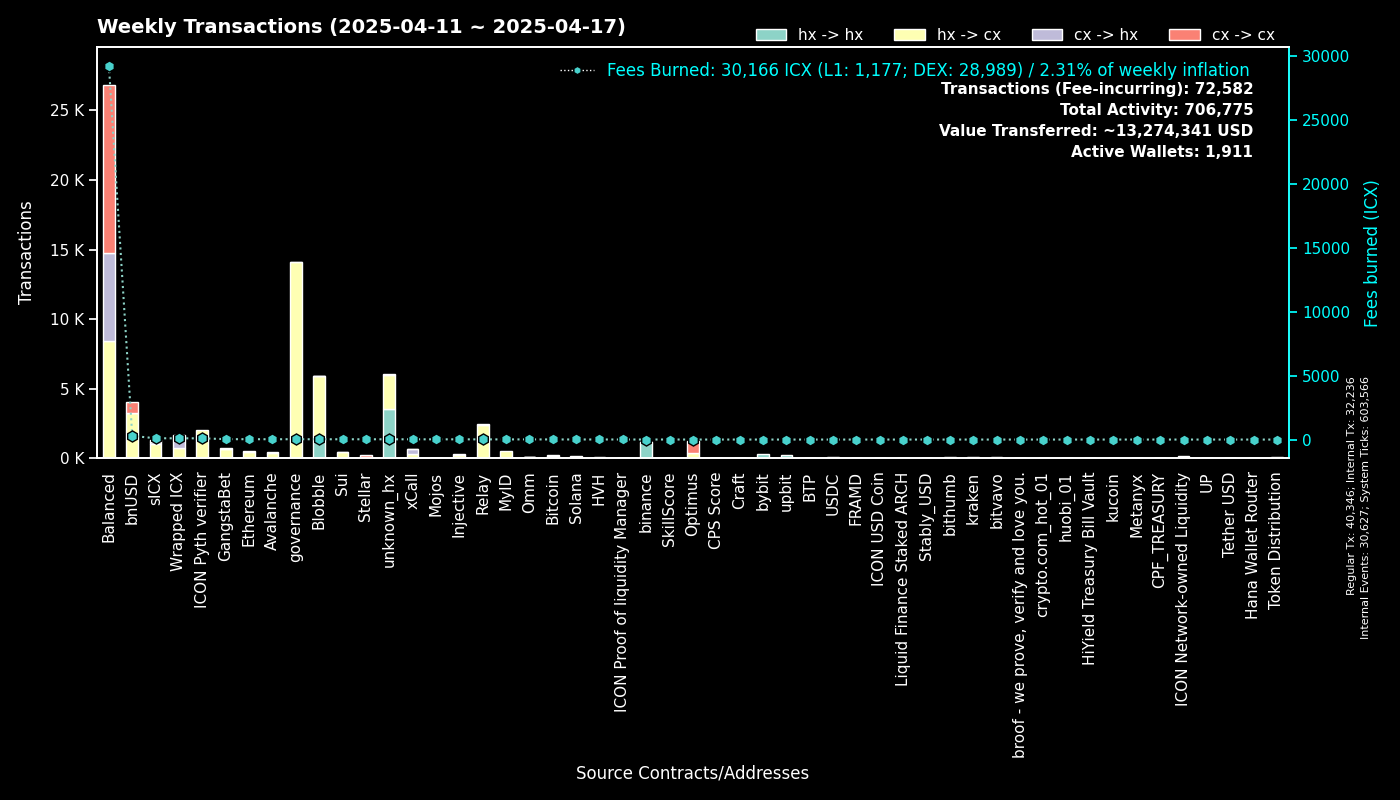 Weekly Transactions (2025-04-11 ~ 2025-04-17)
hx -> hx
hx -> cx
cx -> hx
cx -> cx
Fees Burned: 30,166 ICX (L1: 1,177; DEX: 28,989) / 2.31% of weekly inflation
Transactions (Fee-incurring): 72,582
Total Activity: 706,775
Value Transferred: ~13,274,341 USD
Active Wallets: 1,911
Transactions
25 K
20 K
15 K
10 K
5 K
0 K
30000
25000
20000
15000
10000
5000
0
Fees burned (ICX)
Regular Tx: 40,346; Internal Tx: 32,236
Internal Events: 30,627; System Ticks: 603,566
Balanced
bnUSD
sICX
Wrapped ICX
ICON Pyth verifier
GangstaBet
Ethereum
Avalanche
governance
Blobble
Sui
Stellar
unknown_hx
xCall
Mojos
Injective
Relay
MyID
Omm
Bitcoin
Solana
HVH
ICON Proof of liquidity Manager
binance
SkillScore
Optimus
CPS Score
Craft
bybit
upbit
BTP
USDC
FRAMD
ICON USD Coin
Liquid Finance Staked ARCH
Stably_USD
bithumb
kraken
bitvavo
broof - we prove, verify and love you.
crypto.com_hot_01
huobi_01
HiYield Treasury Bill Vault
kucoin
Metanyx
CPF_TREASURY
ICON Network-owned Liquidity
UP
Tether USD
Hana Wallet Router
Token Distribution
Source Contracts/Addresses